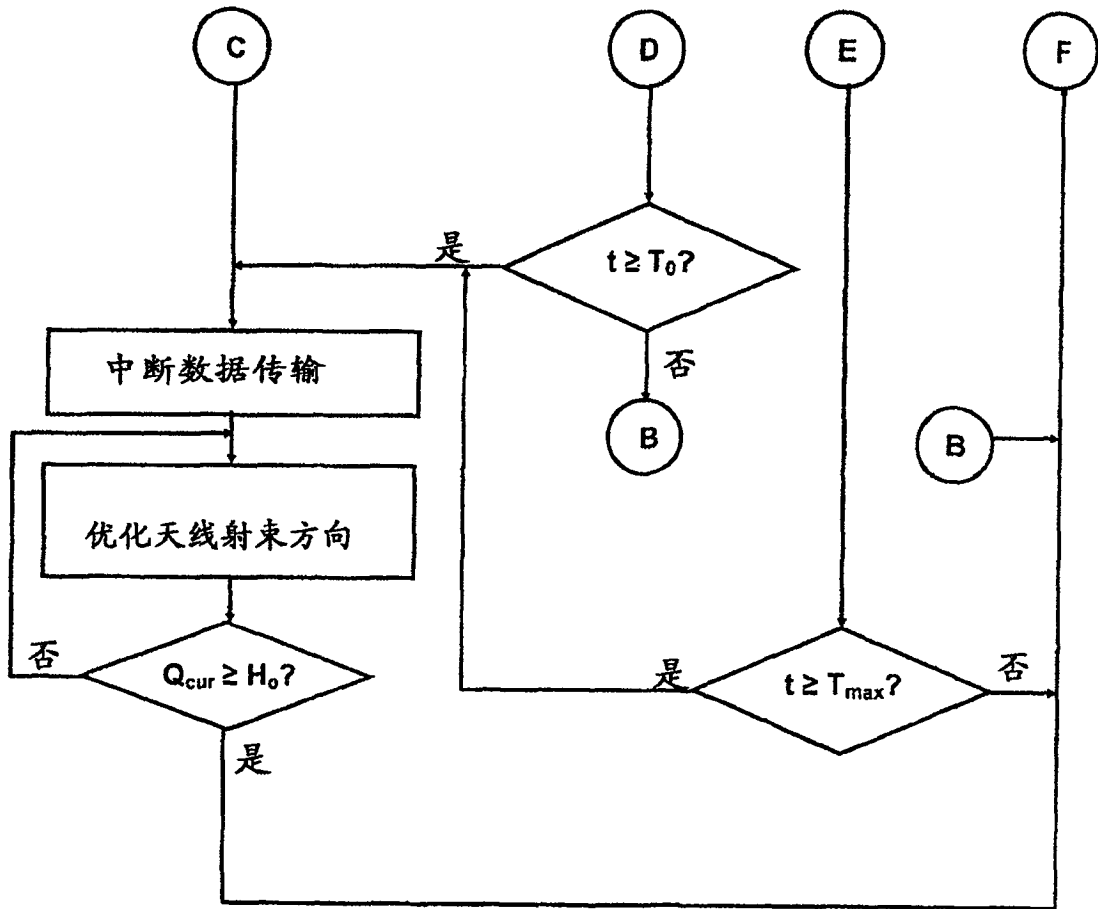 C
D
E
F
是
t ≥ T₀?
中断数据传输
否
B
B
优化天线射束方向
否
Q_cur ≥ H₀?
是
t ≥ T_max?
否
是